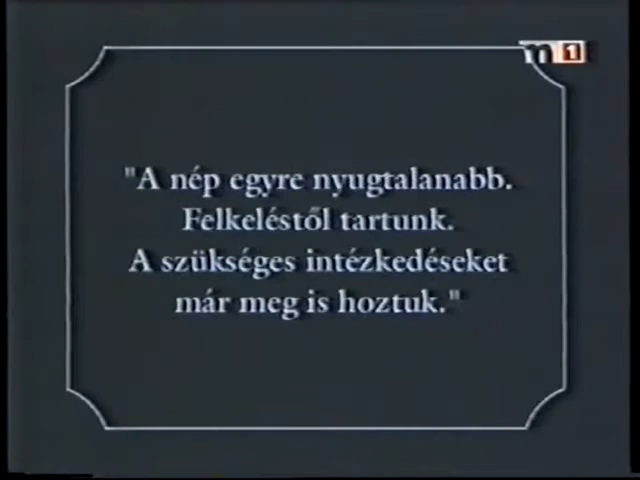 m1
"A nép egyre nyugtalanabb.
Felkeléstől tartunk.
A szükséges intézkedéseket
már meg is hoztuk."